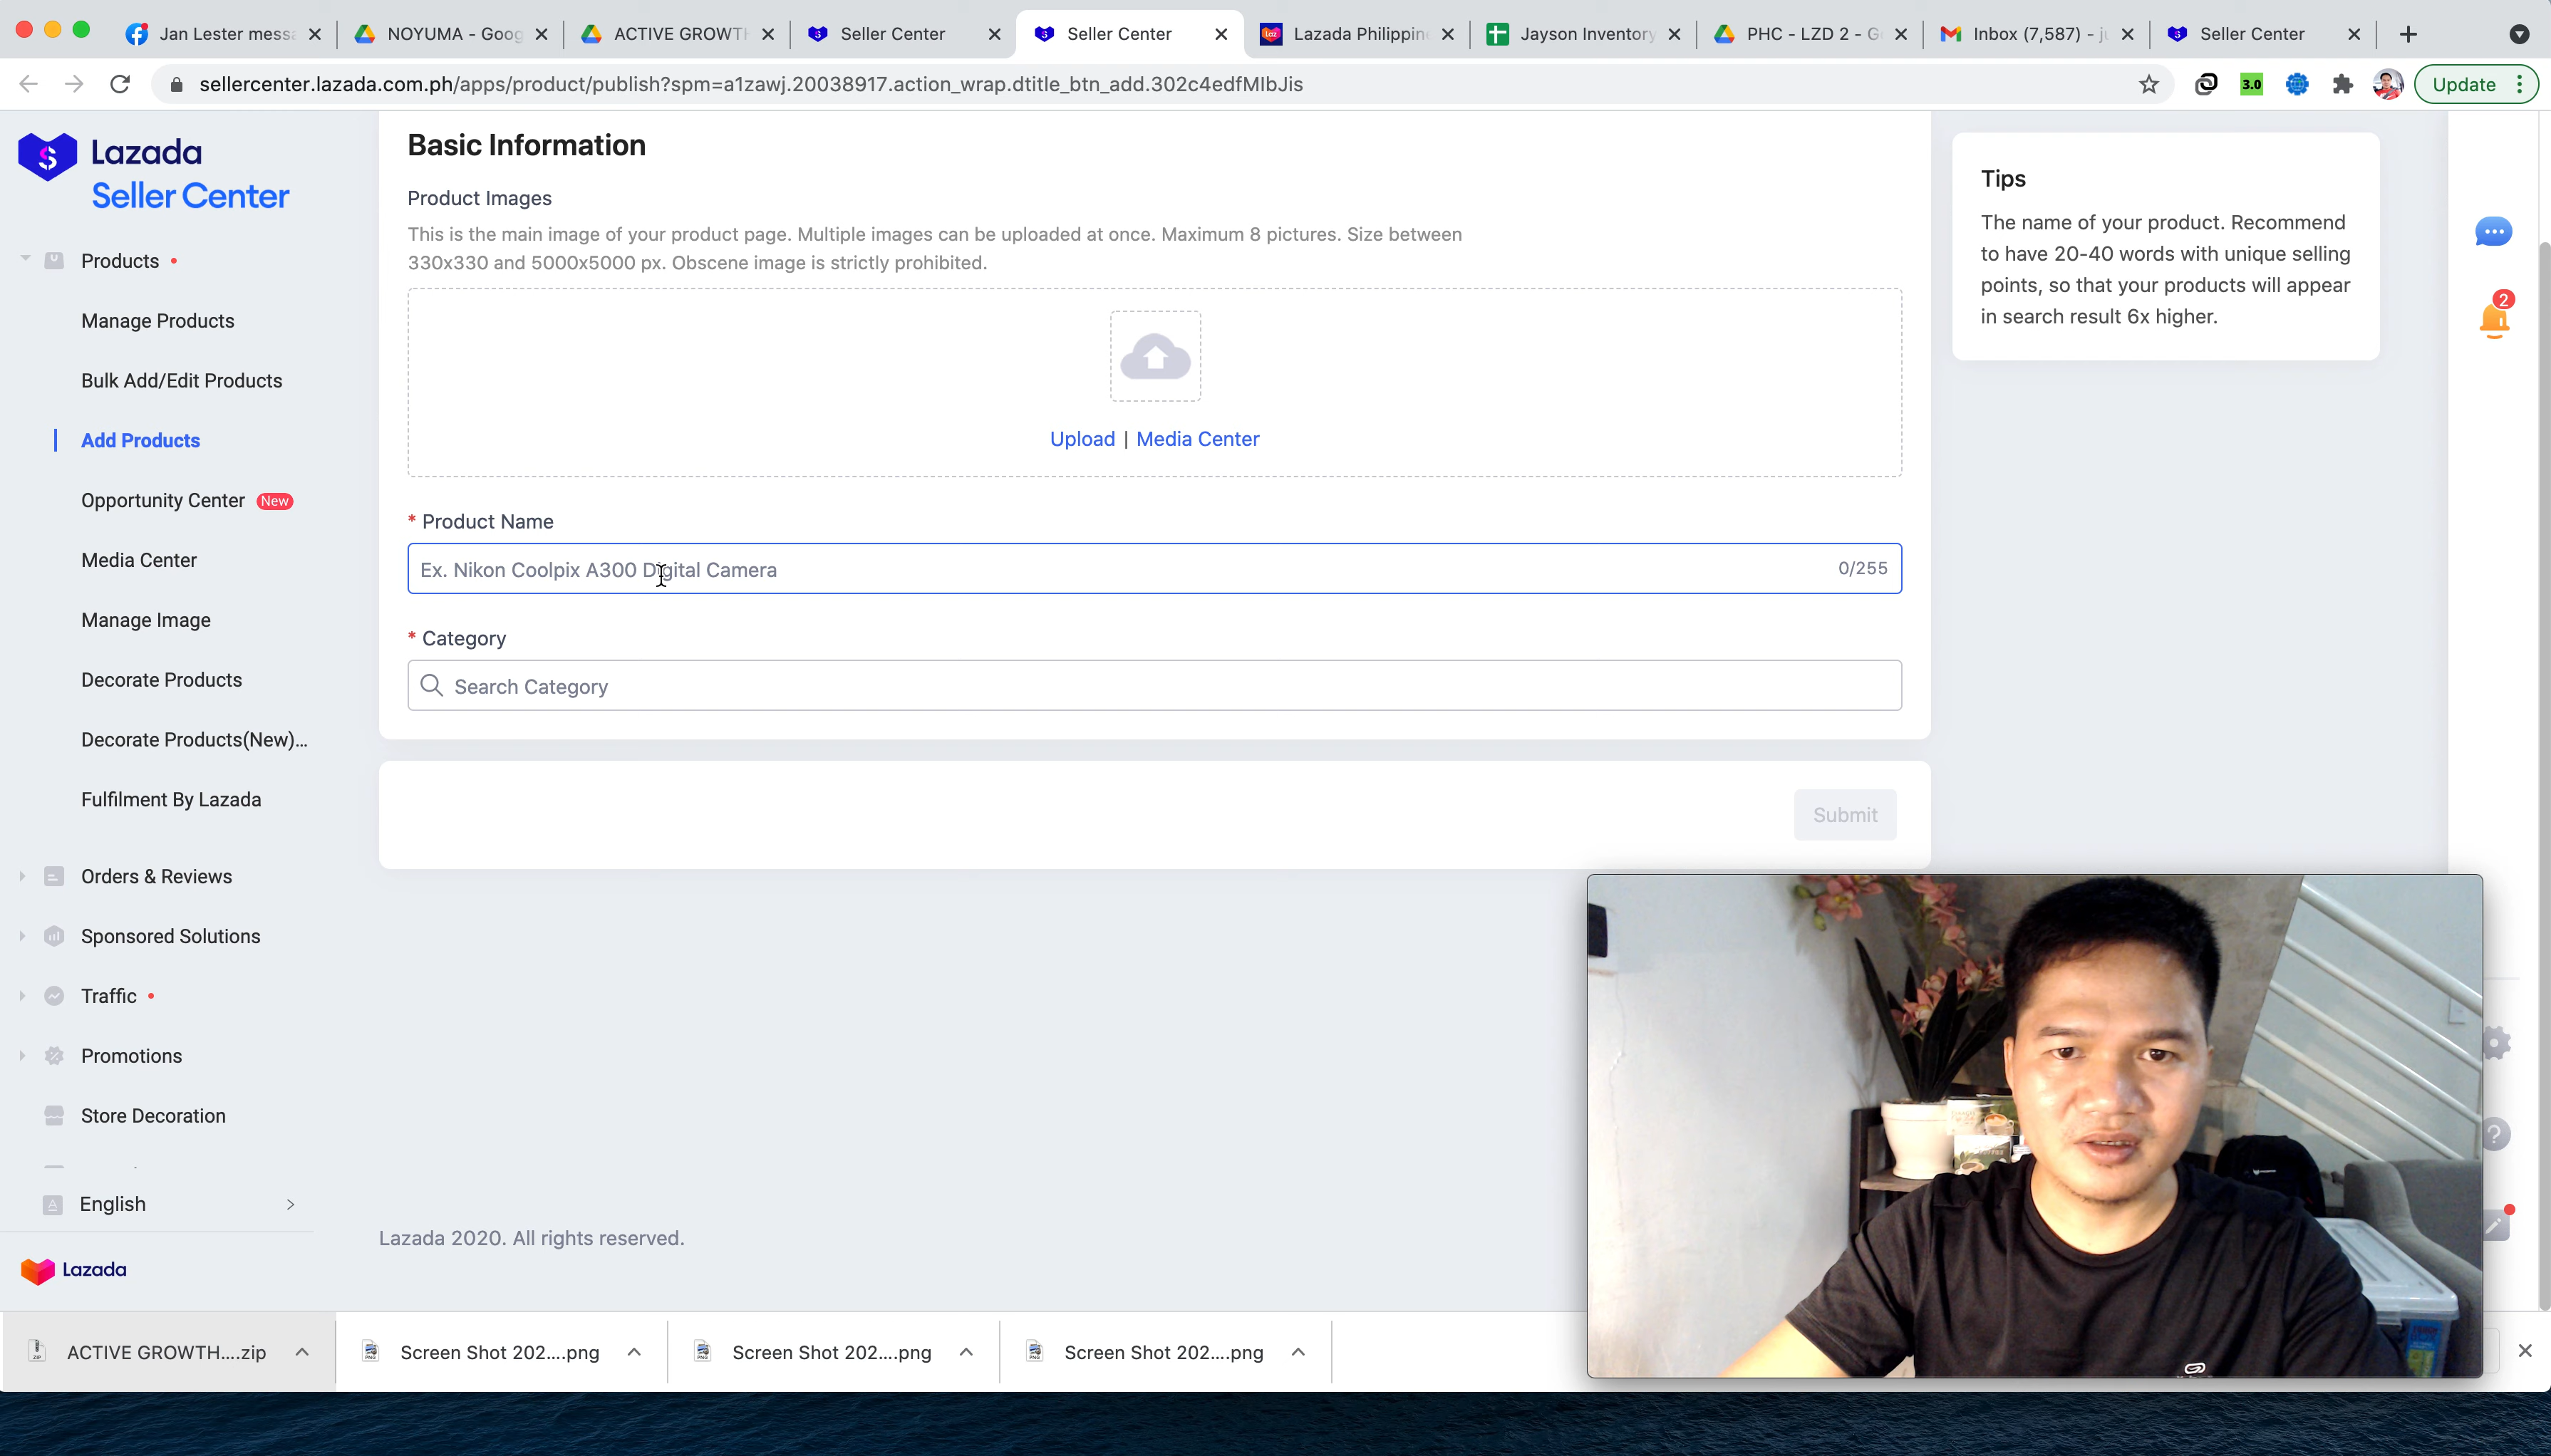 Jan Lester messa
NOYUMA - Goog
ACTIVE GROWTH
Seller Center
Seller Center
Lazada Philippin
Jayson Inventory
PHC - LZD 2 - G
Inbox (7,587) - ju
Seller Center
sellercenter.lazada.com.ph/apps/product/publish?spm=a1zawj.20038917.action_wrap.dtitle_btn_add.302c4edfMIbJis
3.0
Update
Lazada
Seller Center
Products
Manage Products
Bulk Add/Edit Products
Add Products
Opportunity Center New
Media Center
Manage Image
Decorate Products
Decorate Products(New)...
Fulfilment By Lazada
Orders & Reviews
Sponsored Solutions
Traffic
Promotions
Store Decoration
English
Lazada
Basic Information
Product Images
This is the main image of your product page. Multiple images can be uploaded at once. Maximum 8 pictures. Size between
330x330 and 5000x5000 px. Obscene image is strictly prohibited.
Upload | Media Center
* Product Name
Ex. Nikon Coolpix A300 Digital Camera
0/255
* Category
Search Category
Submit
Lazada 2020. All rights reserved.
Tips
The name of your product. Recommend
to have 20-40 words with unique selling
points, so that your products will appear
in search result 6x higher.
2
ACTIVE GROWTH....zip
Screen Shot 202....png
Screen Shot 202....png
Screen Shot 202....png